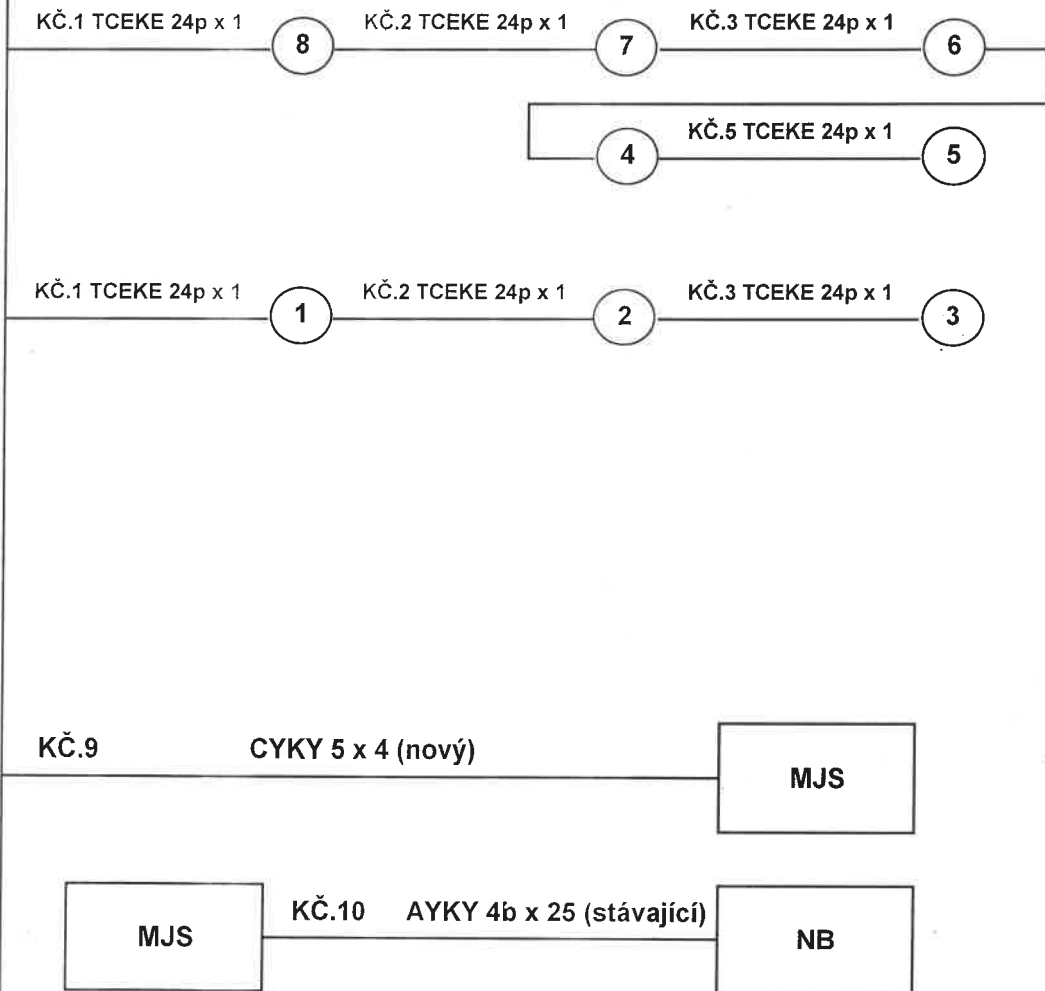 KČ.1 TCEKE 24p x 1 KČ.2 TCEKE 24p x 1 KČ.3 TCEKE 24p x 1
8 7 6
KČ.5 TCEKE 24p x 1
4 5
KČ.1 TCEKE 24p x 1 KČ.2 TCEKE 24p x 1 KČ.3 TCEKE 24p x 1
1 2 3
KČ.9 CYKY 5 x 4 (nový)
MJS
KČ.10 AYKY 4b x 25 (stávající)
MJS NB